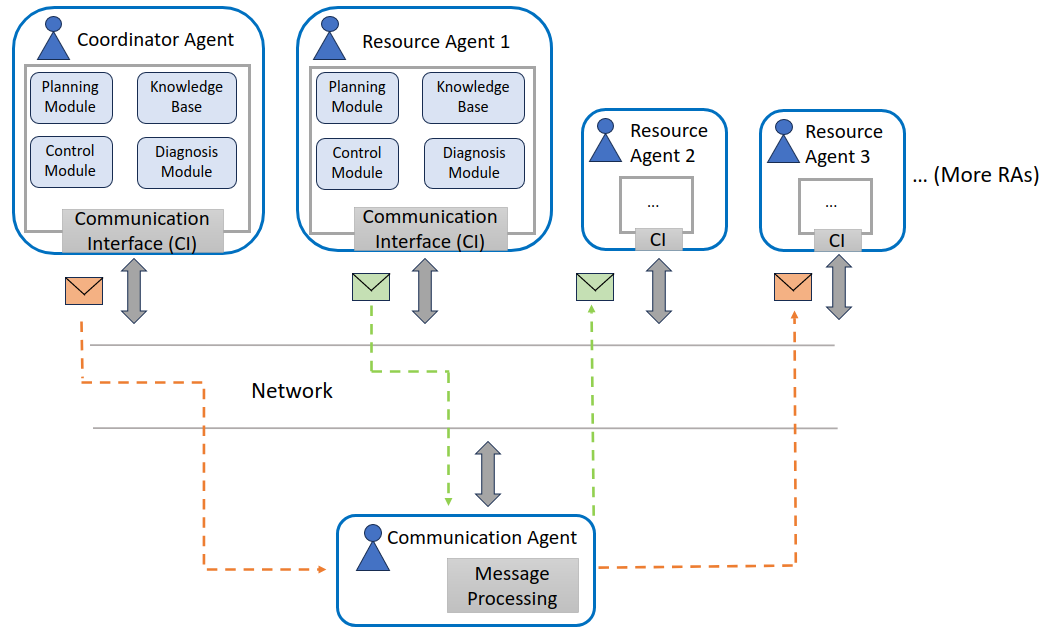 Coordinator Agent
Planning
Module
Knowledge
Base
Control
Module
Diagnosis
Module
Communication
Interface (CI)
Resource Agent 1
Planning
Module
Knowledge
Base
Control
Module
Diagnosis
Module
Communication
Interface (CI)
Resource
Agent 2
...
CI
Resource
Agent 3
...
CI
... (More RAs)
Network
Communication Agent
Message
Processing